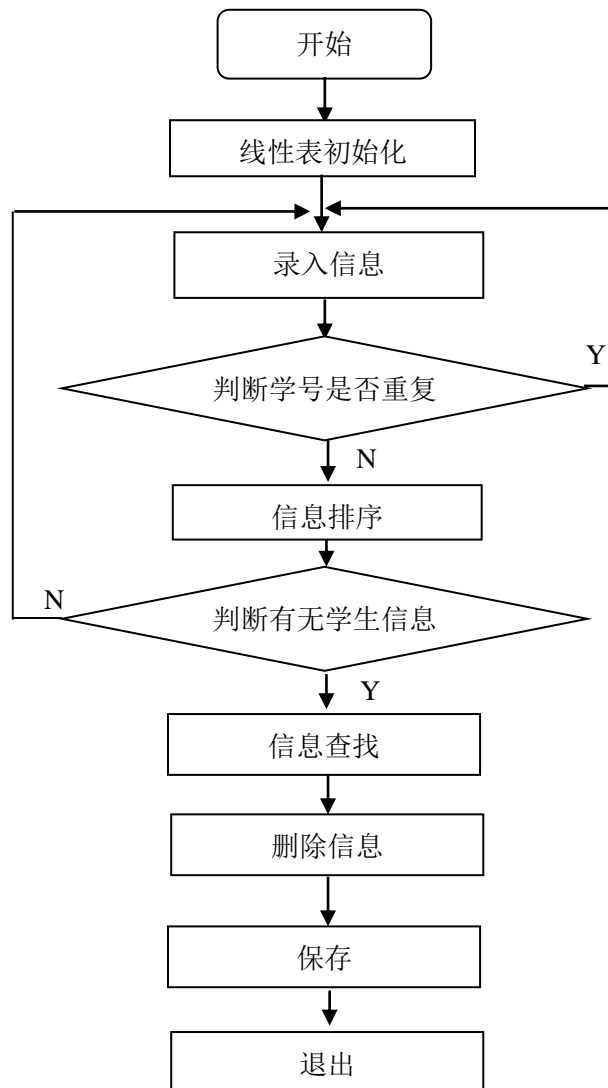 开始
线性表初始化
录入信息
Y
判断学号是否重复
N
信息排序
N
判断有无学生信息
Y
信息查找
删除信息
保存
退出